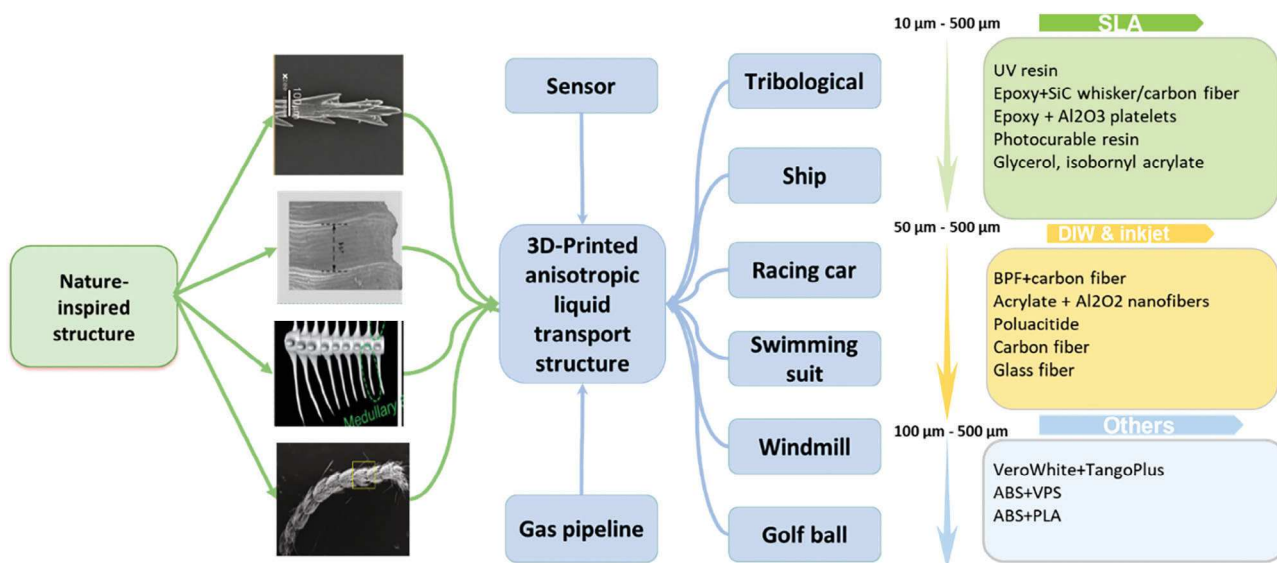 Nature-
inspired
structure
100μm
Medullary
Sensor
3D-Printed
anisotropic
liquid
transport
structure
Gas pipeline
Tribological
Ship
Racing car
Swimming
suit
Windmill
Golf ball
10 μm - 500 μm
SLA
UV resin
Epoxy+SiC whisker/carbon fiber
Epoxy + Al2O3 platelets
Photocurable resin
Glycerol, isobornyl acrylate
50 μm - 500 μm
DIW & inkjet
BPF+carbon fiber
Acrylate + Al2O2 nanofibers
Poluacitide
Carbon fiber
Glass fiber
100 μm - 500 μm
Others
VeroWhite+TangoPlus
ABS+VPS
ABS+PLA